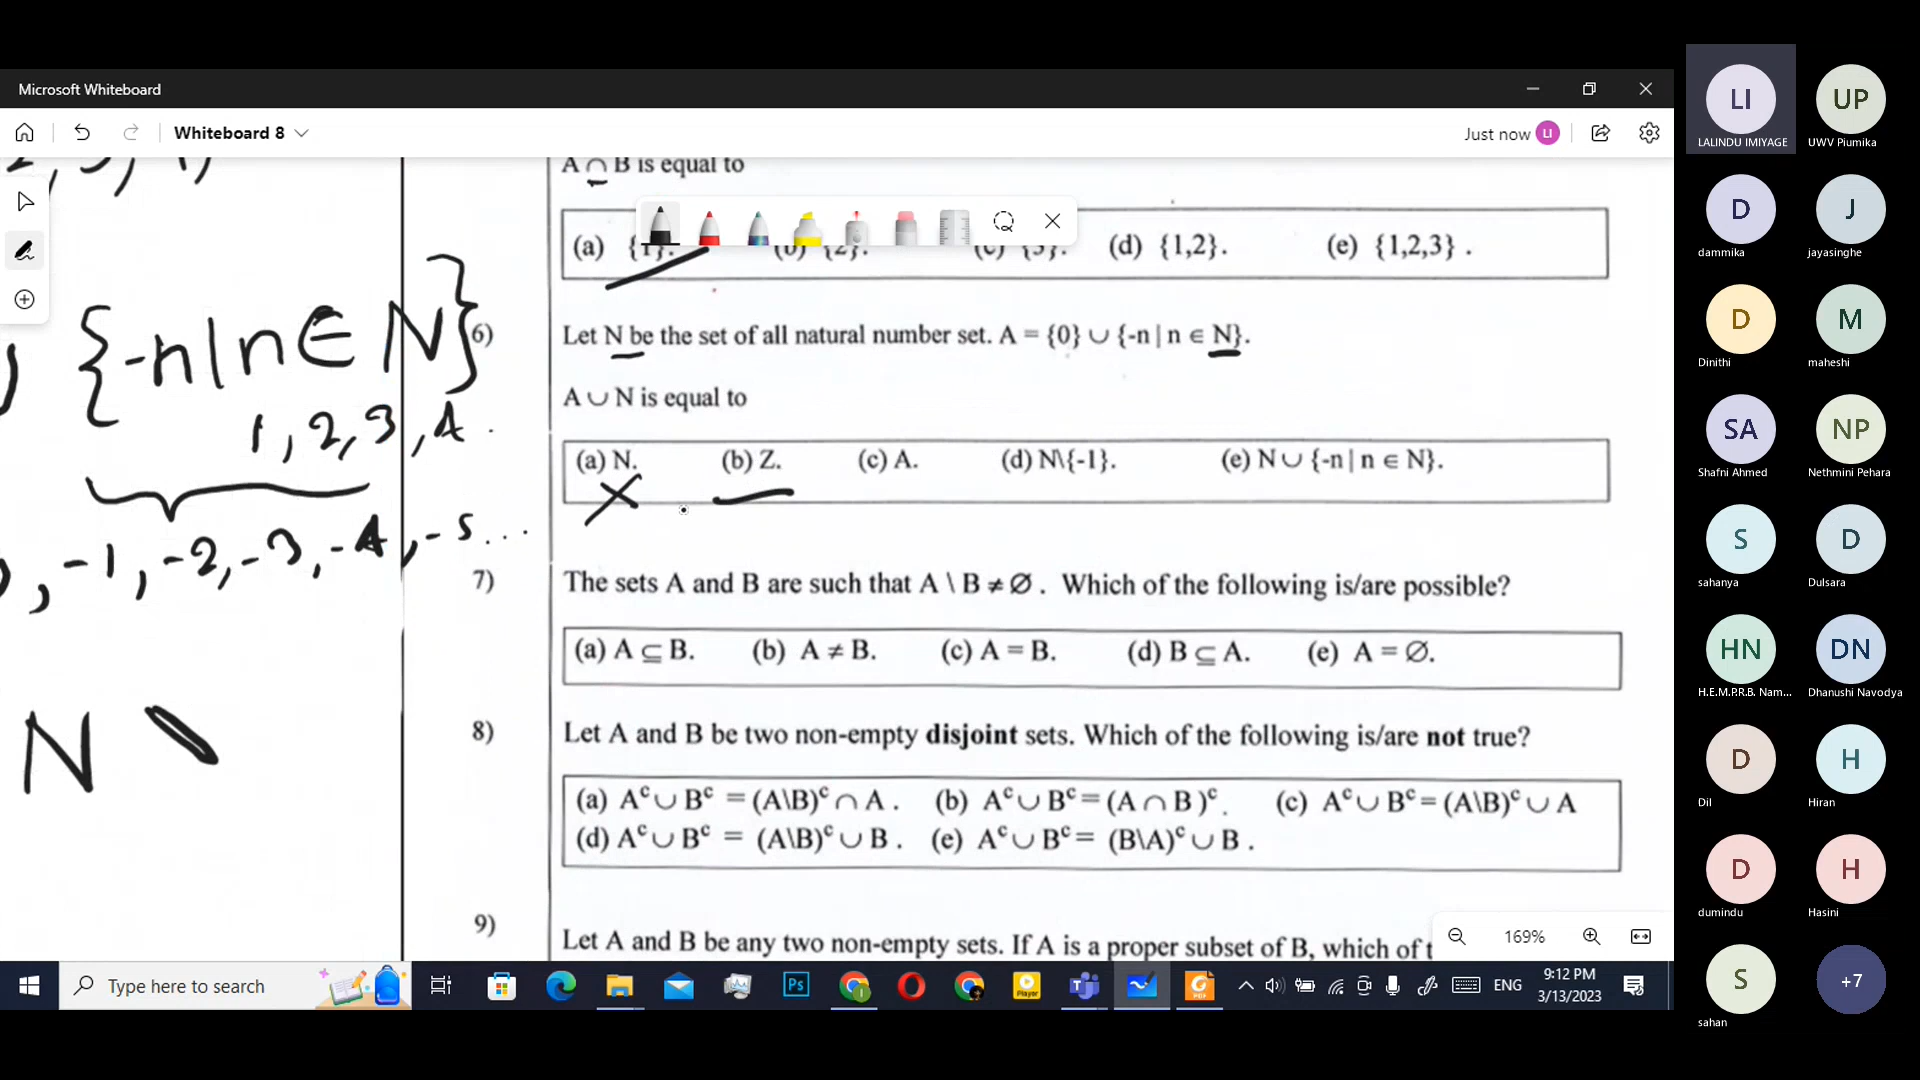 Microsoft Whiteboard
Whiteboard 8
Just now LI
A ∩ B is equal to
(a) {1}. (b) {2}. (c) {3}. (d) {1,2}. (e) {1,2,3} .
6) Let N be the set of all natural number set. A = {0} ∪ {-n | n ∈ N}.
A ∪ N is equal to
(a) N. (b) Z. (c) A. (d) N\{-1}. (e) N ∪ {-n | n ∈ N}.
7) The sets A and B are such that A \ B ≠ Ø . Which of the following is/are possible?
(a) A ⊆ B. (b) A ≠ B. (c) A = B. (d) B ⊆ A. (e) A = Ø.
8) Let A and B be two non-empty disjoint sets. Which of the following is/are not true?
(a) Aᶜ ∪ Bᶜ = (A\B)ᶜ ∩ A . (b) Aᶜ ∪ Bᶜ = (A ∩ B )ᶜ . (c) Aᶜ ∪ Bᶜ = (A\B)ᶜ ∪ A
(d) Aᶜ ∪ Bᶜ = (A\B)ᶜ ∪ B . (e) Aᶜ ∪ Bᶜ = (B\A)ᶜ ∪ B .
9) Let A and B be any two non-empty sets. If A is a proper subset of B, which of t
{-n|n∈N}
1, 2, 3, 4 .
, -1, -2, -3, -4, -5...
N
169%
Type here to search
Ps
Player
ENG
9:12 PM
3/13/2023
LI
LALINDU IMIYAGE
UP
UWV Piumika
D
dammika
J
jayasinghe
D
Dinithi
M
maheshi
SA
Shafni Ahmed
NP
Nethmini Pehara
S
sahanya
D
Dulsara
HN
H.E.M.P.R.B. Nam...
DN
Dhanushi Navodya
D
Dil
H
Hiran
D
dumindu
H
Hasini
S
sahan
+7